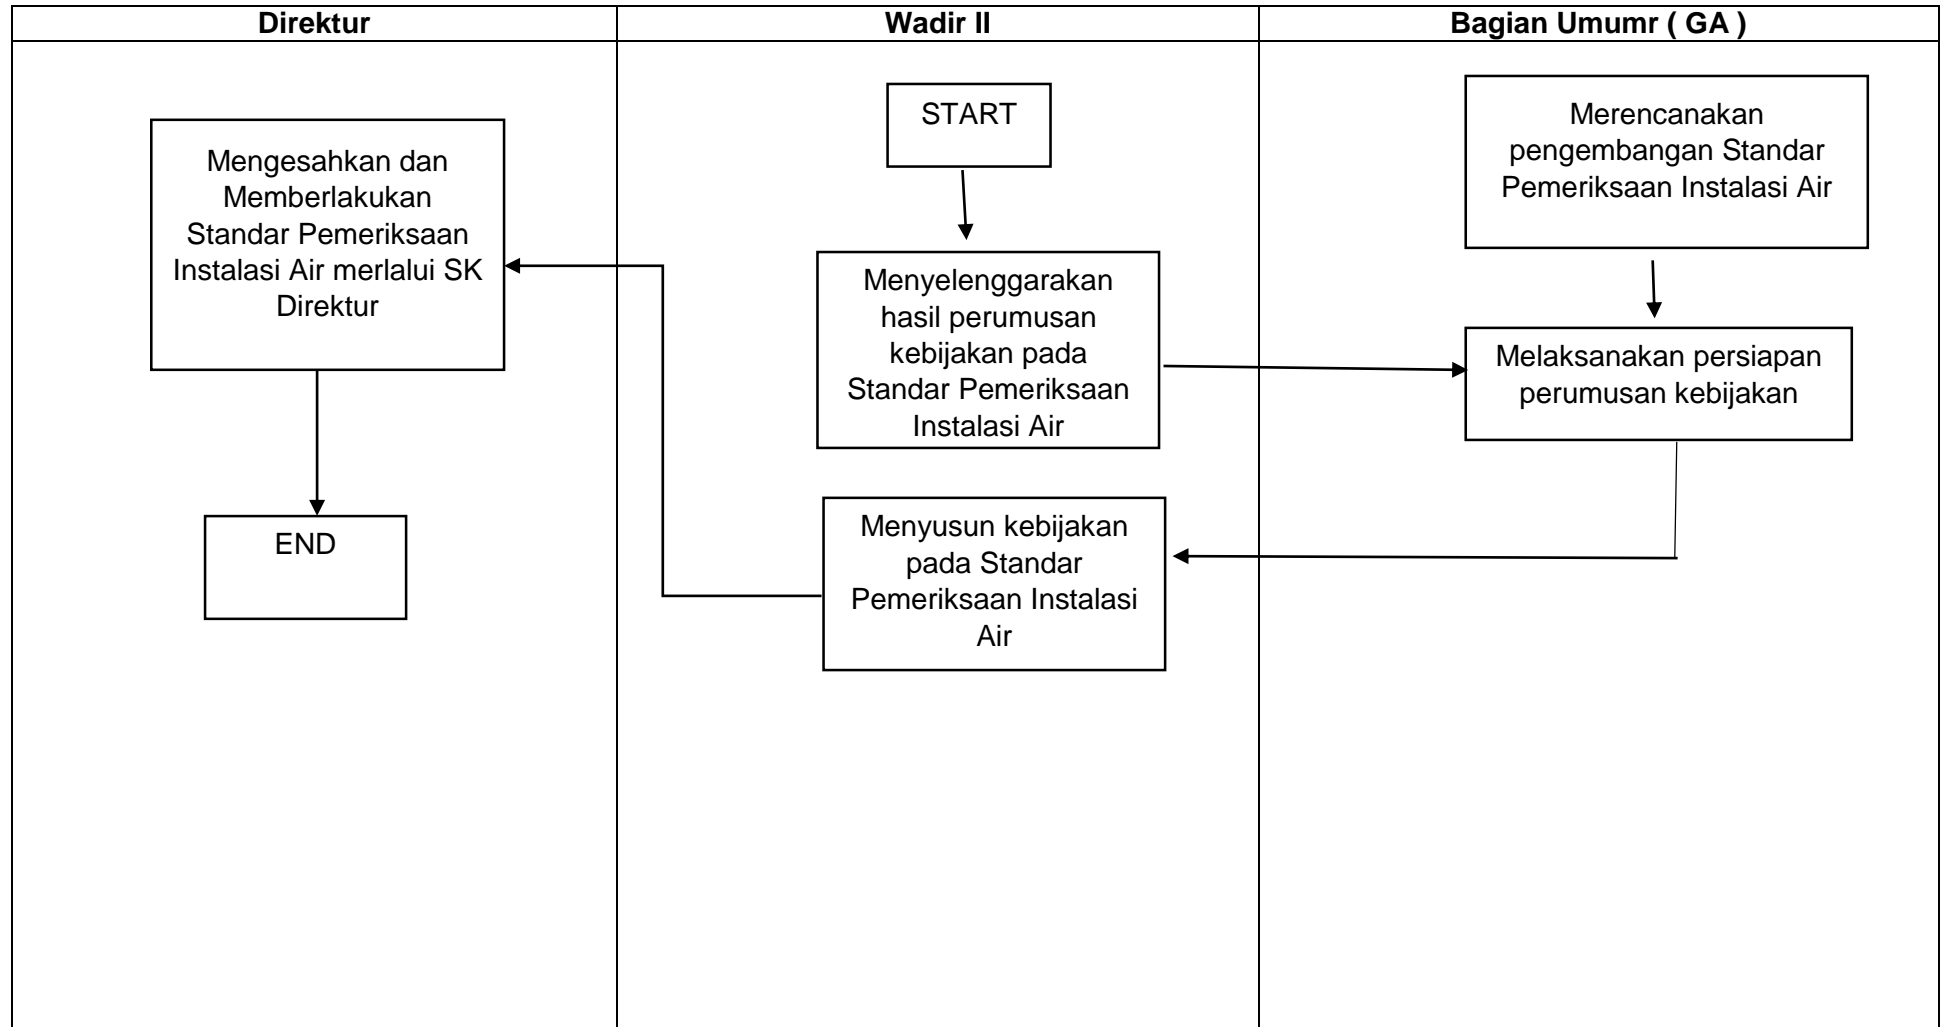 Direktur
Wadir II
Bagian Umumr ( GA )
Mengesahkan dan
Memberlakukan
Standar Pemeriksaan
Instalasi Air merlalui SK
Direktur
END
START
Menyelenggarakan
hasil perumusan
kebijakan pada
Standar Pemeriksaan
Instalasi Air
Menyusun kebijakan
pada Standar
Pemeriksaan Instalasi
Air
Merencanakan
pengembangan Standar
Pemeriksaan Instalasi Air
Melaksanakan persiapan
perumusan kebijakan